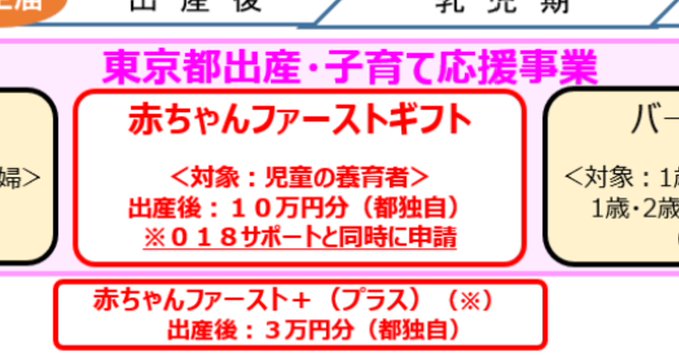 出 産 後
乳 児 期
東京都出産・子育て応援事業
赤ちゃんファーストギフト
＜対象：児童の養育者＞
出産後：１０万円分（都独自）
※０１８サポートと同時に申請
婦＞
バー
＜対象：1歳
1歳・2歳
赤ちゃんファースト＋（プラス）（※）
出産後：３万円分（都独自）